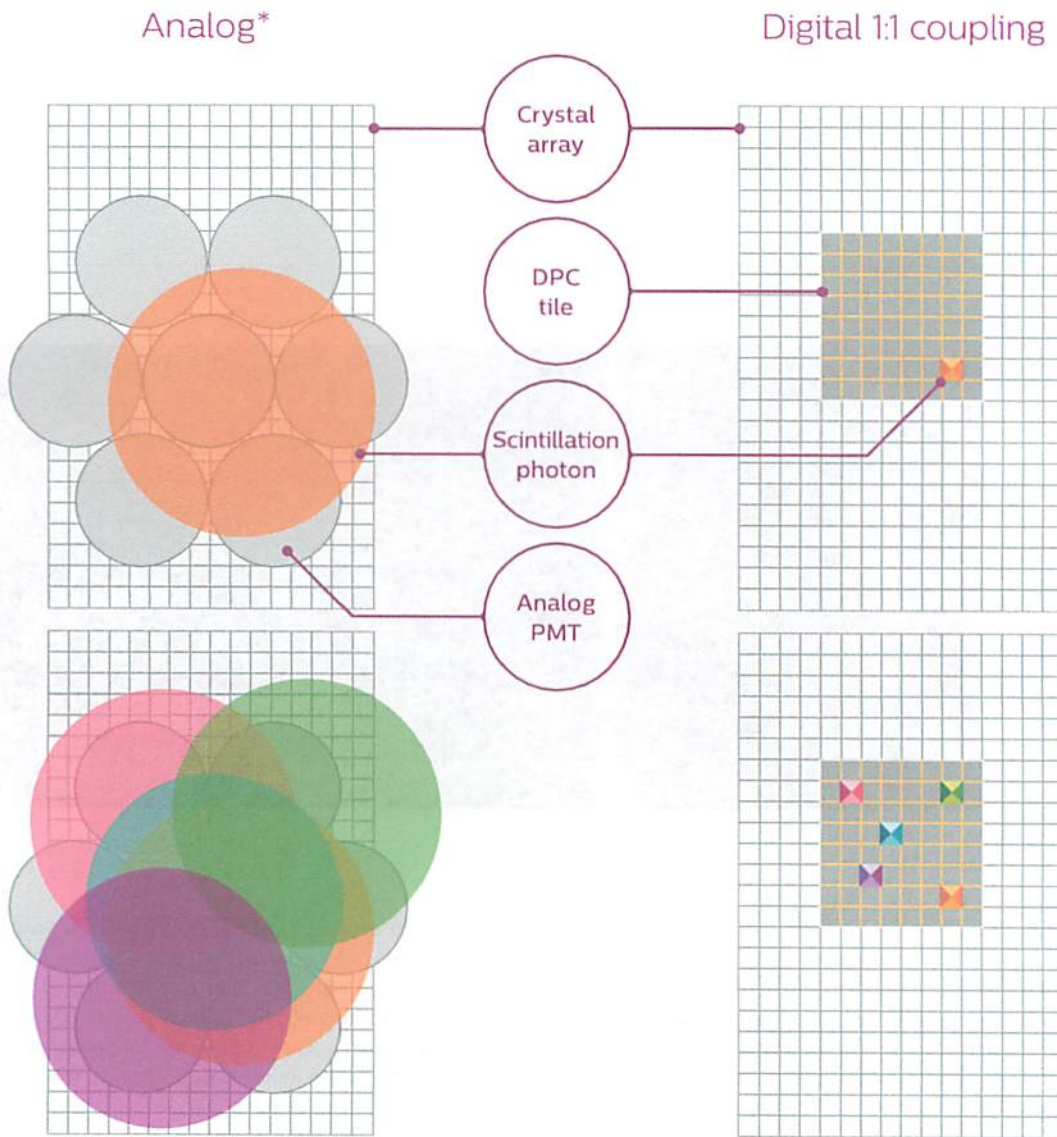 Analog*
Digital 1:1 coupling
Crystal
array
DPC
tile
Scintillation
photon
Analog
PMT